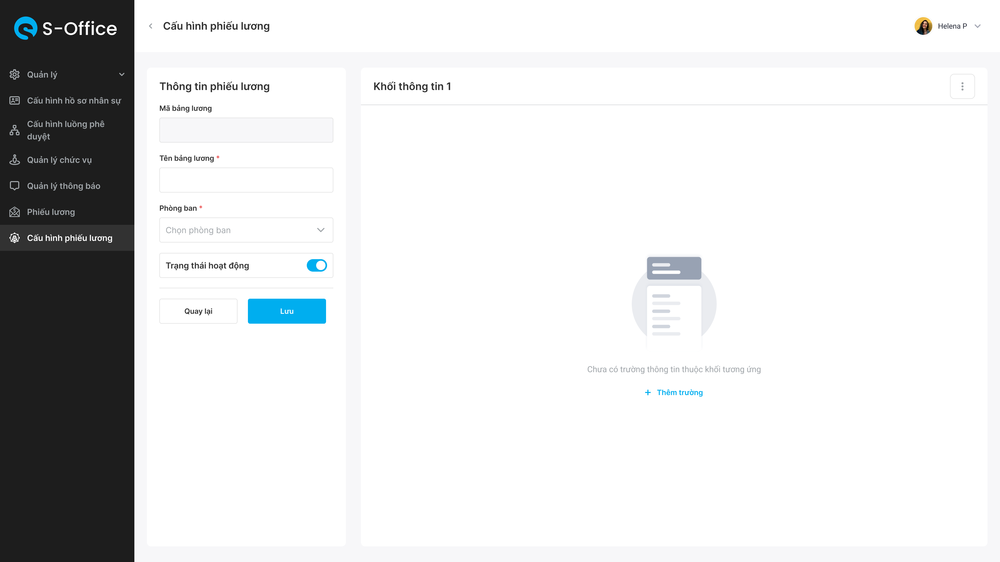 S-Office
Quản lý
Cấu hình hồ sơ nhân sự
Cấu hình luồng phê
duyệt
Quản lý chức vụ
Quản lý thông báo
Phiếu lương
Cấu hình phiếu lương
Cấu hình phiếu lương
Helena P
Thông tin phiếu lương
Mã bảng lương
Tên bảng lương *
Phòng ban *
Chọn phòng ban
Trạng thái hoạt động
Quay lại
Lưu
Khối thông tin 1
Chưa có trường thông tin thuộc khối tương ứng
+ Thêm trường